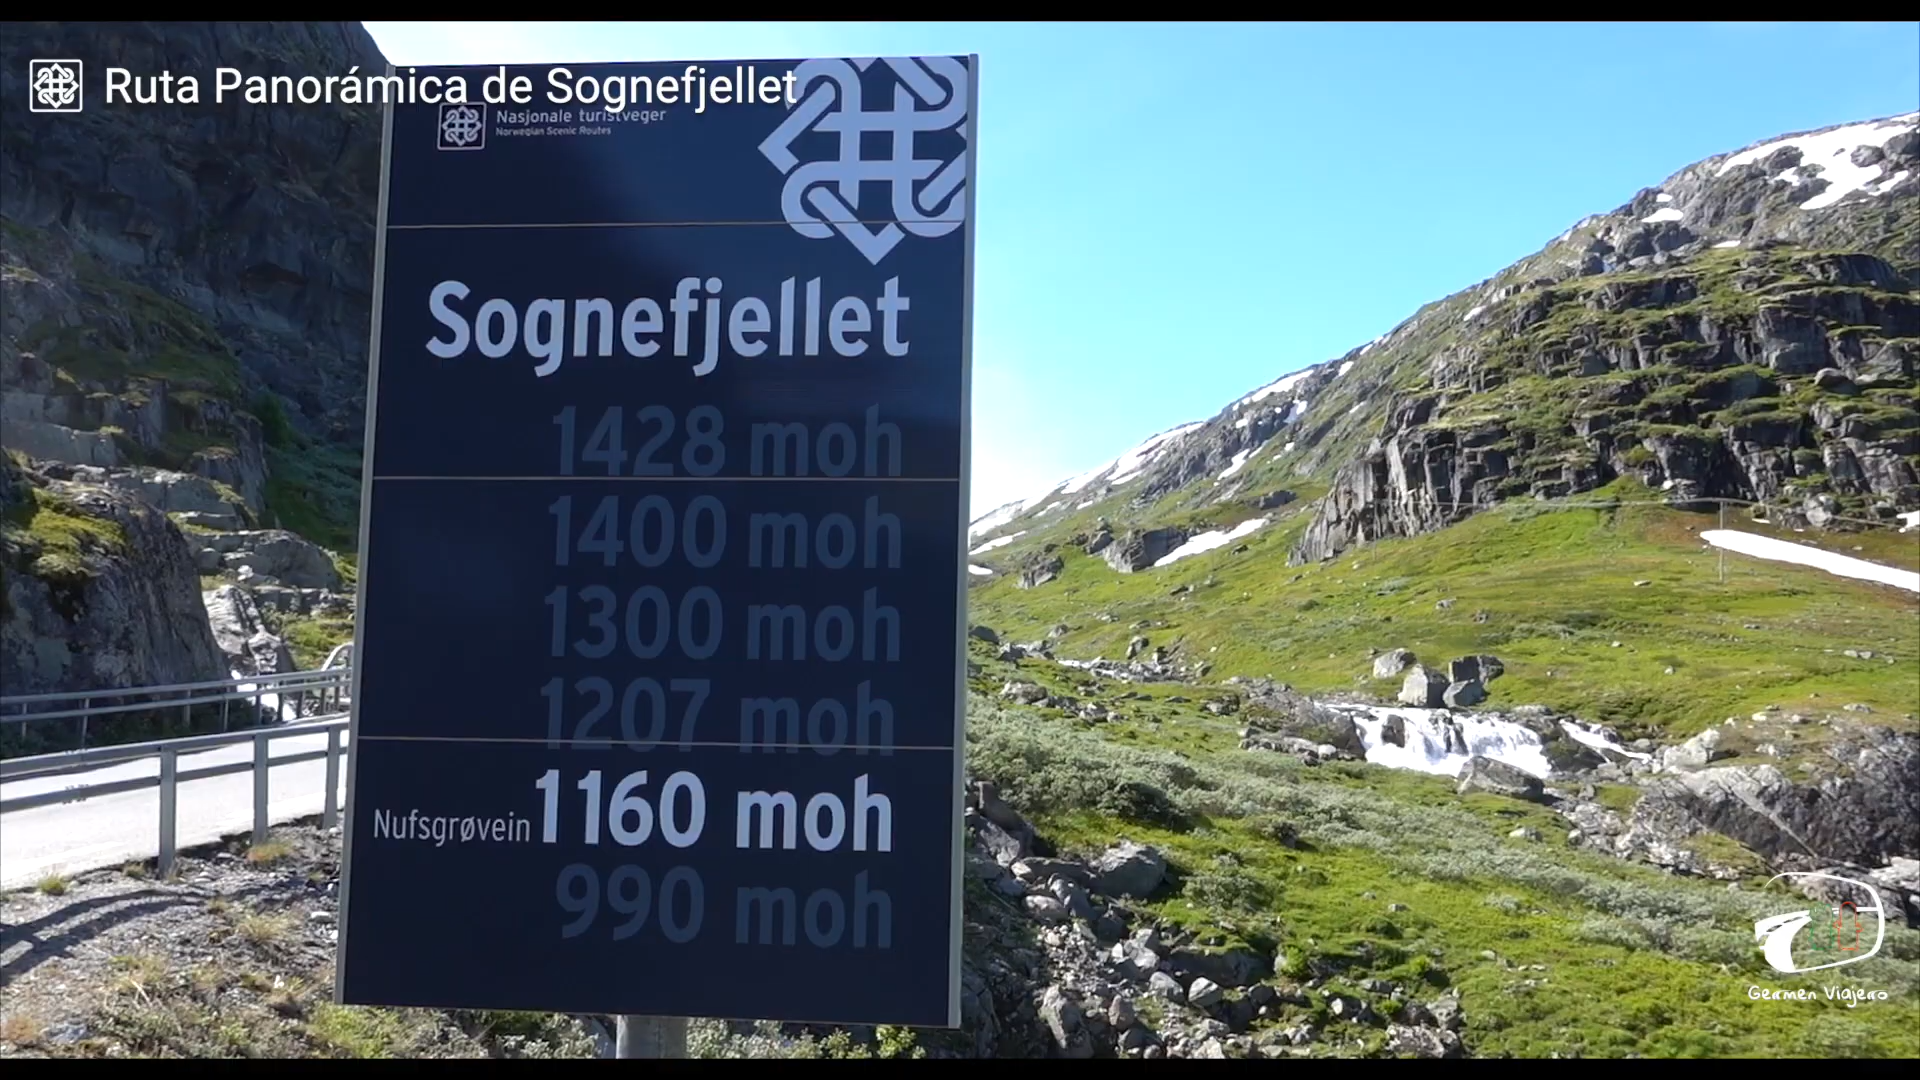 Ruta Panorámica de Sognefjellet
Nasjonale turistveger
Norwegian Scenic Routes
Sognefjellet
1428 moh
1400 moh
1300 moh
1207 moh
Nufsgrøvein 1160 moh
990 moh
Germen Viajero